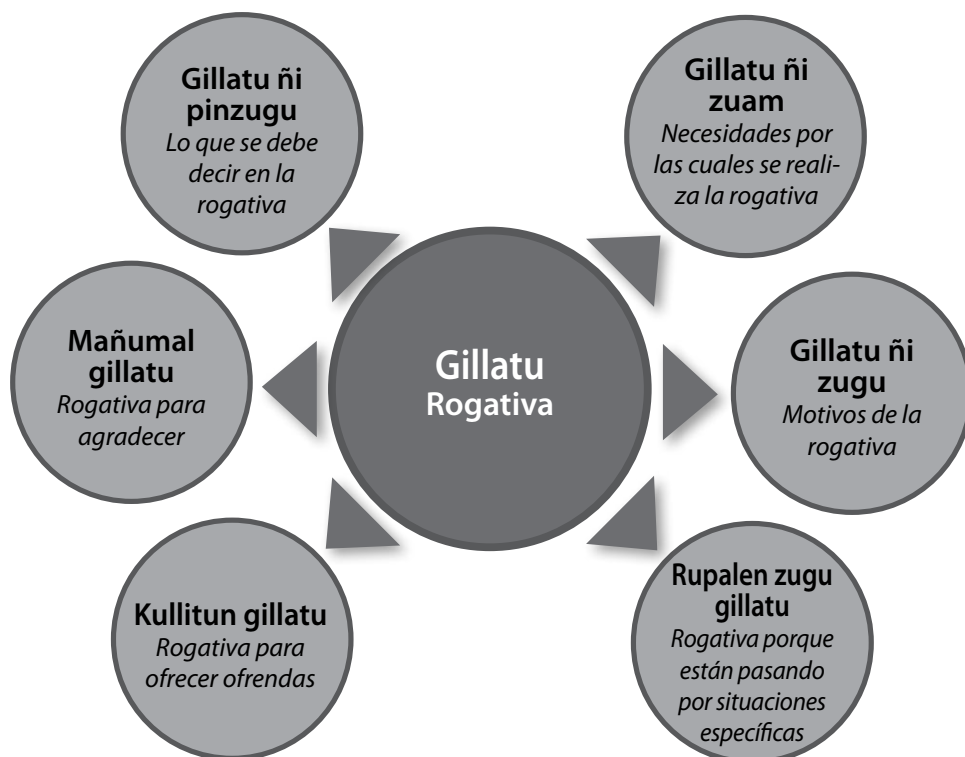 Gillatu ñi
pinzugu
Lo que se debe
decir en la
rogativa
Gillatu ñi
zuam
Necesidades por
las cuales se reali-
za la rogativa
Mañumal
gillatu
Rogativa para
agradecer
Gillatu
Rogativa
Gillatu ñi
zugu
Motivos de la
rogativa
Kullitun gillatu
Rogativa para
ofrecer ofrendas
Rupalen zugu
gillatu
Rogativa porque
están pasando
por situaciones
específicas